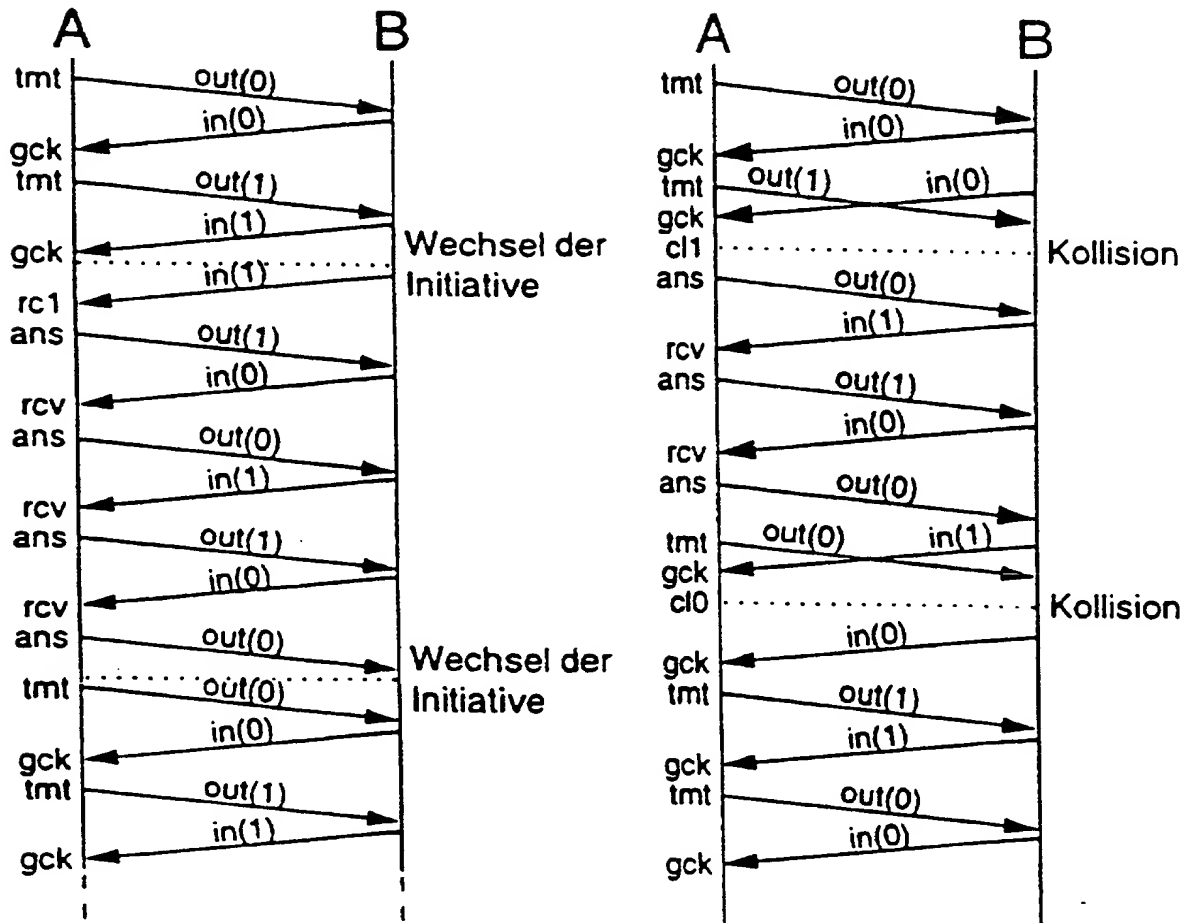 A
B
tmt
out(0)
in(0)
gck
tmt
out(1)
in(1)
gck
Wechsel der
Initiative
in(1)
rc1
ans
out(1)
in(0)
rcv
ans
out(0)
in(1)
rcv
ans
out(1)
in(0)
rcv
ans
out(0)
Wechsel der
Initiative
tmt
out(0)
in(0)
gck
tmt
out(1)
in(1)
gck
A
B
tmt
out(0)
in(0)
gck
tmt
out(1)
in(0)
gck
cl1
Kollision
ans
out(0)
in(1)
rcv
ans
out(1)
in(0)
rcv
ans
out(0)
tmt
out(0)
in(1)
gck
cl0
Kollision
in(0)
gck
tmt
out(1)
in(1)
gck
tmt
out(0)
in(0)
gck